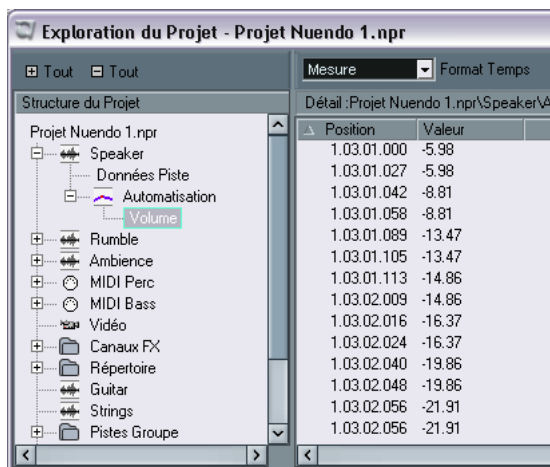 Exploration du Projet - Projet Nuendo 1.npr
Tout Tout
Mesure Format Temps
Structure du Projet
Projet Nuendo 1.npr
Speaker
Données Piste
Automatisation
Volume
Rumble
Ambience
MIDI Perc
MIDI Bass
Vidéo
Canaux FX
Répertoire
Guitar
Strings
Pistes Groupe
Détail :Projet Nuendo 1.npr\Speaker\A
Position Valeur
1.03.01.000 -5.98
1.03.01.027 -5.98
1.03.01.042 -8.81
1.03.01.058 -8.81
1.03.01.089 -13.47
1.03.01.105 -13.47
1.03.01.113 -14.86
1.03.02.009 -14.86
1.03.02.016 -16.37
1.03.02.024 -16.37
1.03.02.040 -19.86
1.03.02.048 -19.86
1.03.02.056 -21.91
1.03.02.056 -21.91